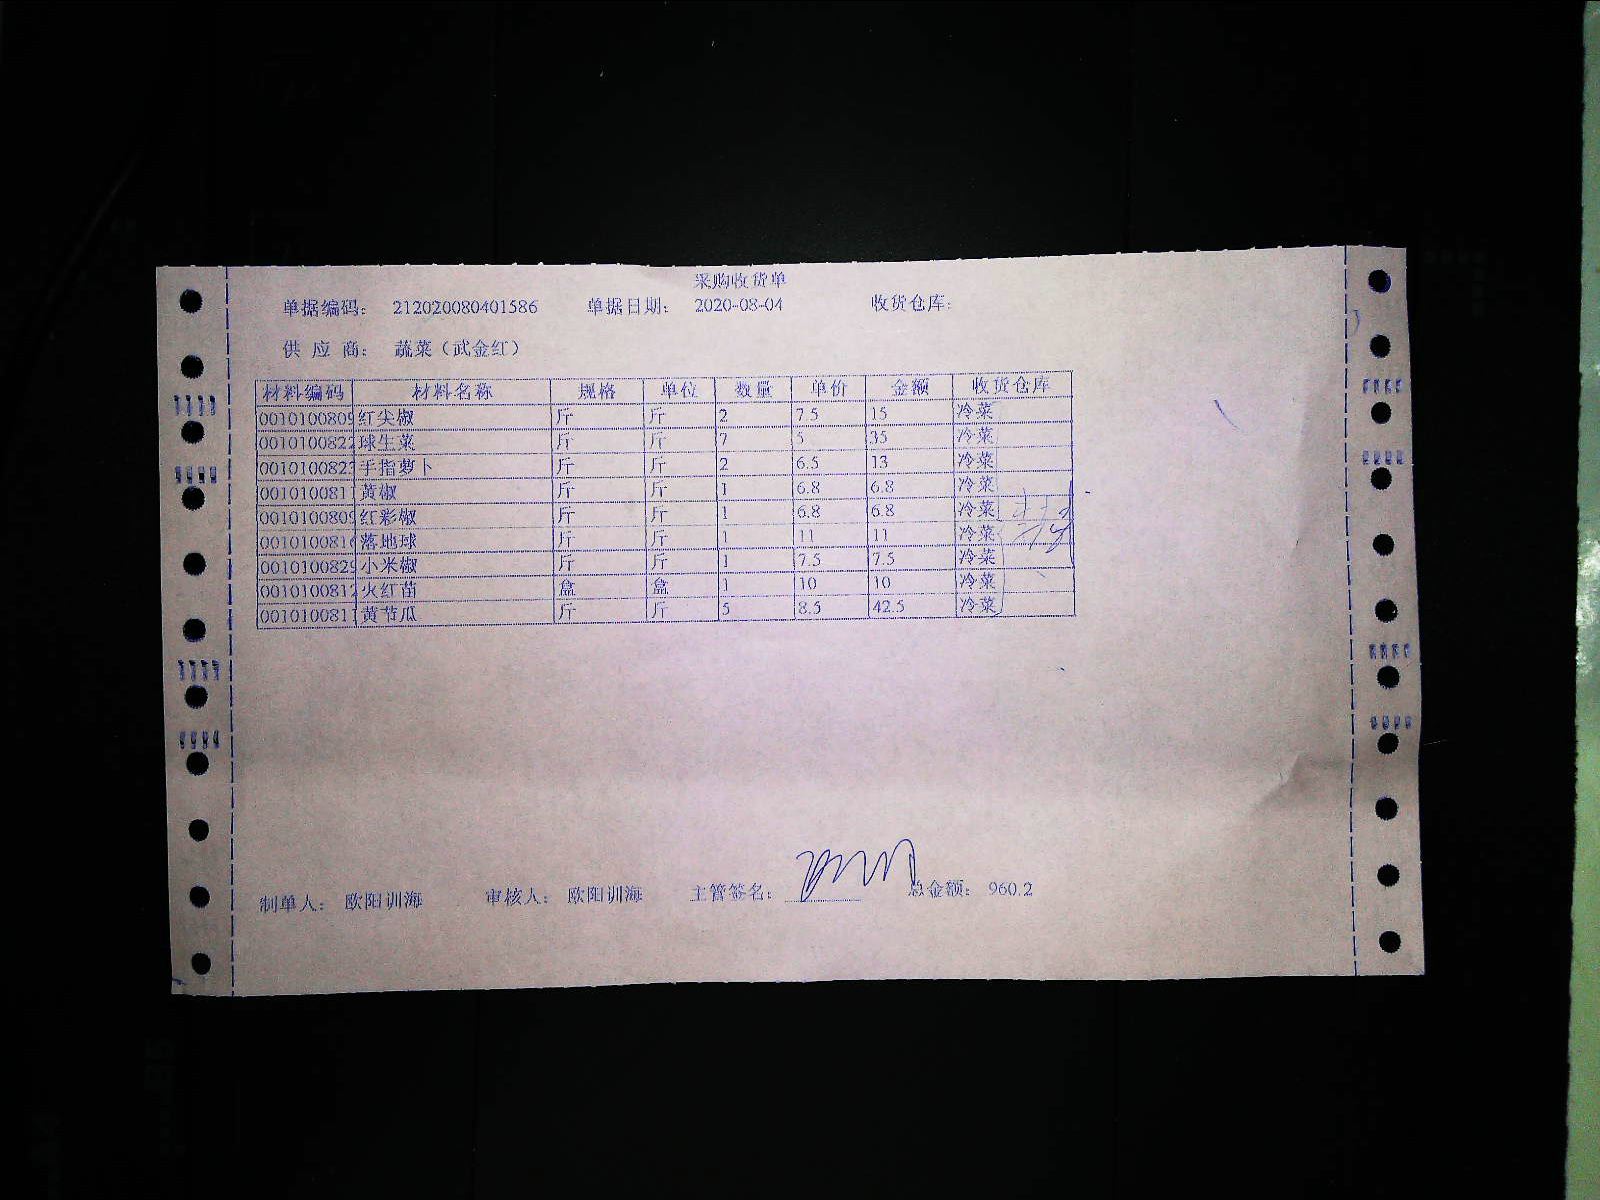 采购收货单
单据编码: 212020080401586 单据日期: 2020-08-04 收货仓库:
供 应 商: 蔬菜（武金红）
材料编码 材料名称 规格 单位 数量 单价 金额 收货仓库
0010100809 红尖椒 斤 斤 2 7.5 15 冷菜
0010100822 球生菜 斤 斤 7 5 35 冷菜
001010082 手指萝卜 斤 斤 2 6.5 13 冷菜
001010081 黄椒 斤 斤 1 6.8 6.8 冷菜
0010100809 红彩椒 斤 斤 1 6.8 6.8 冷菜
001010081 落地球 斤 斤 1 11 11 冷菜
001010082 小米椒 斤 斤 1 7.5 7.5 冷菜
001010081 火红苗 盒 盒 1 10 10 冷菜
001010081 黄节瓜 斤 斤 5 8.5 42.5 冷菜
制单人: 欧阳训海 审核人: 欧阳训海 主管签名: 总金额: 960.2